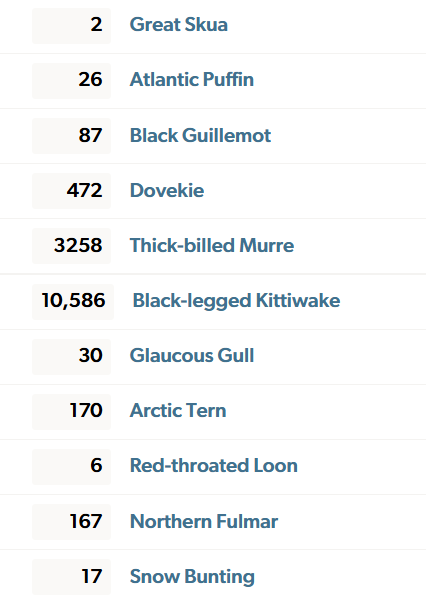 2 Great Skua
26 Atlantic Puffin
87 Black Guillemot
472 Dovekie
3258 Thick-billed Murre
10,586 Black-legged Kittiwake
30 Glaucous Gull
170 Arctic Tern
6 Red-throated Loon
167 Northern Fulmar
17 Snow Bunting